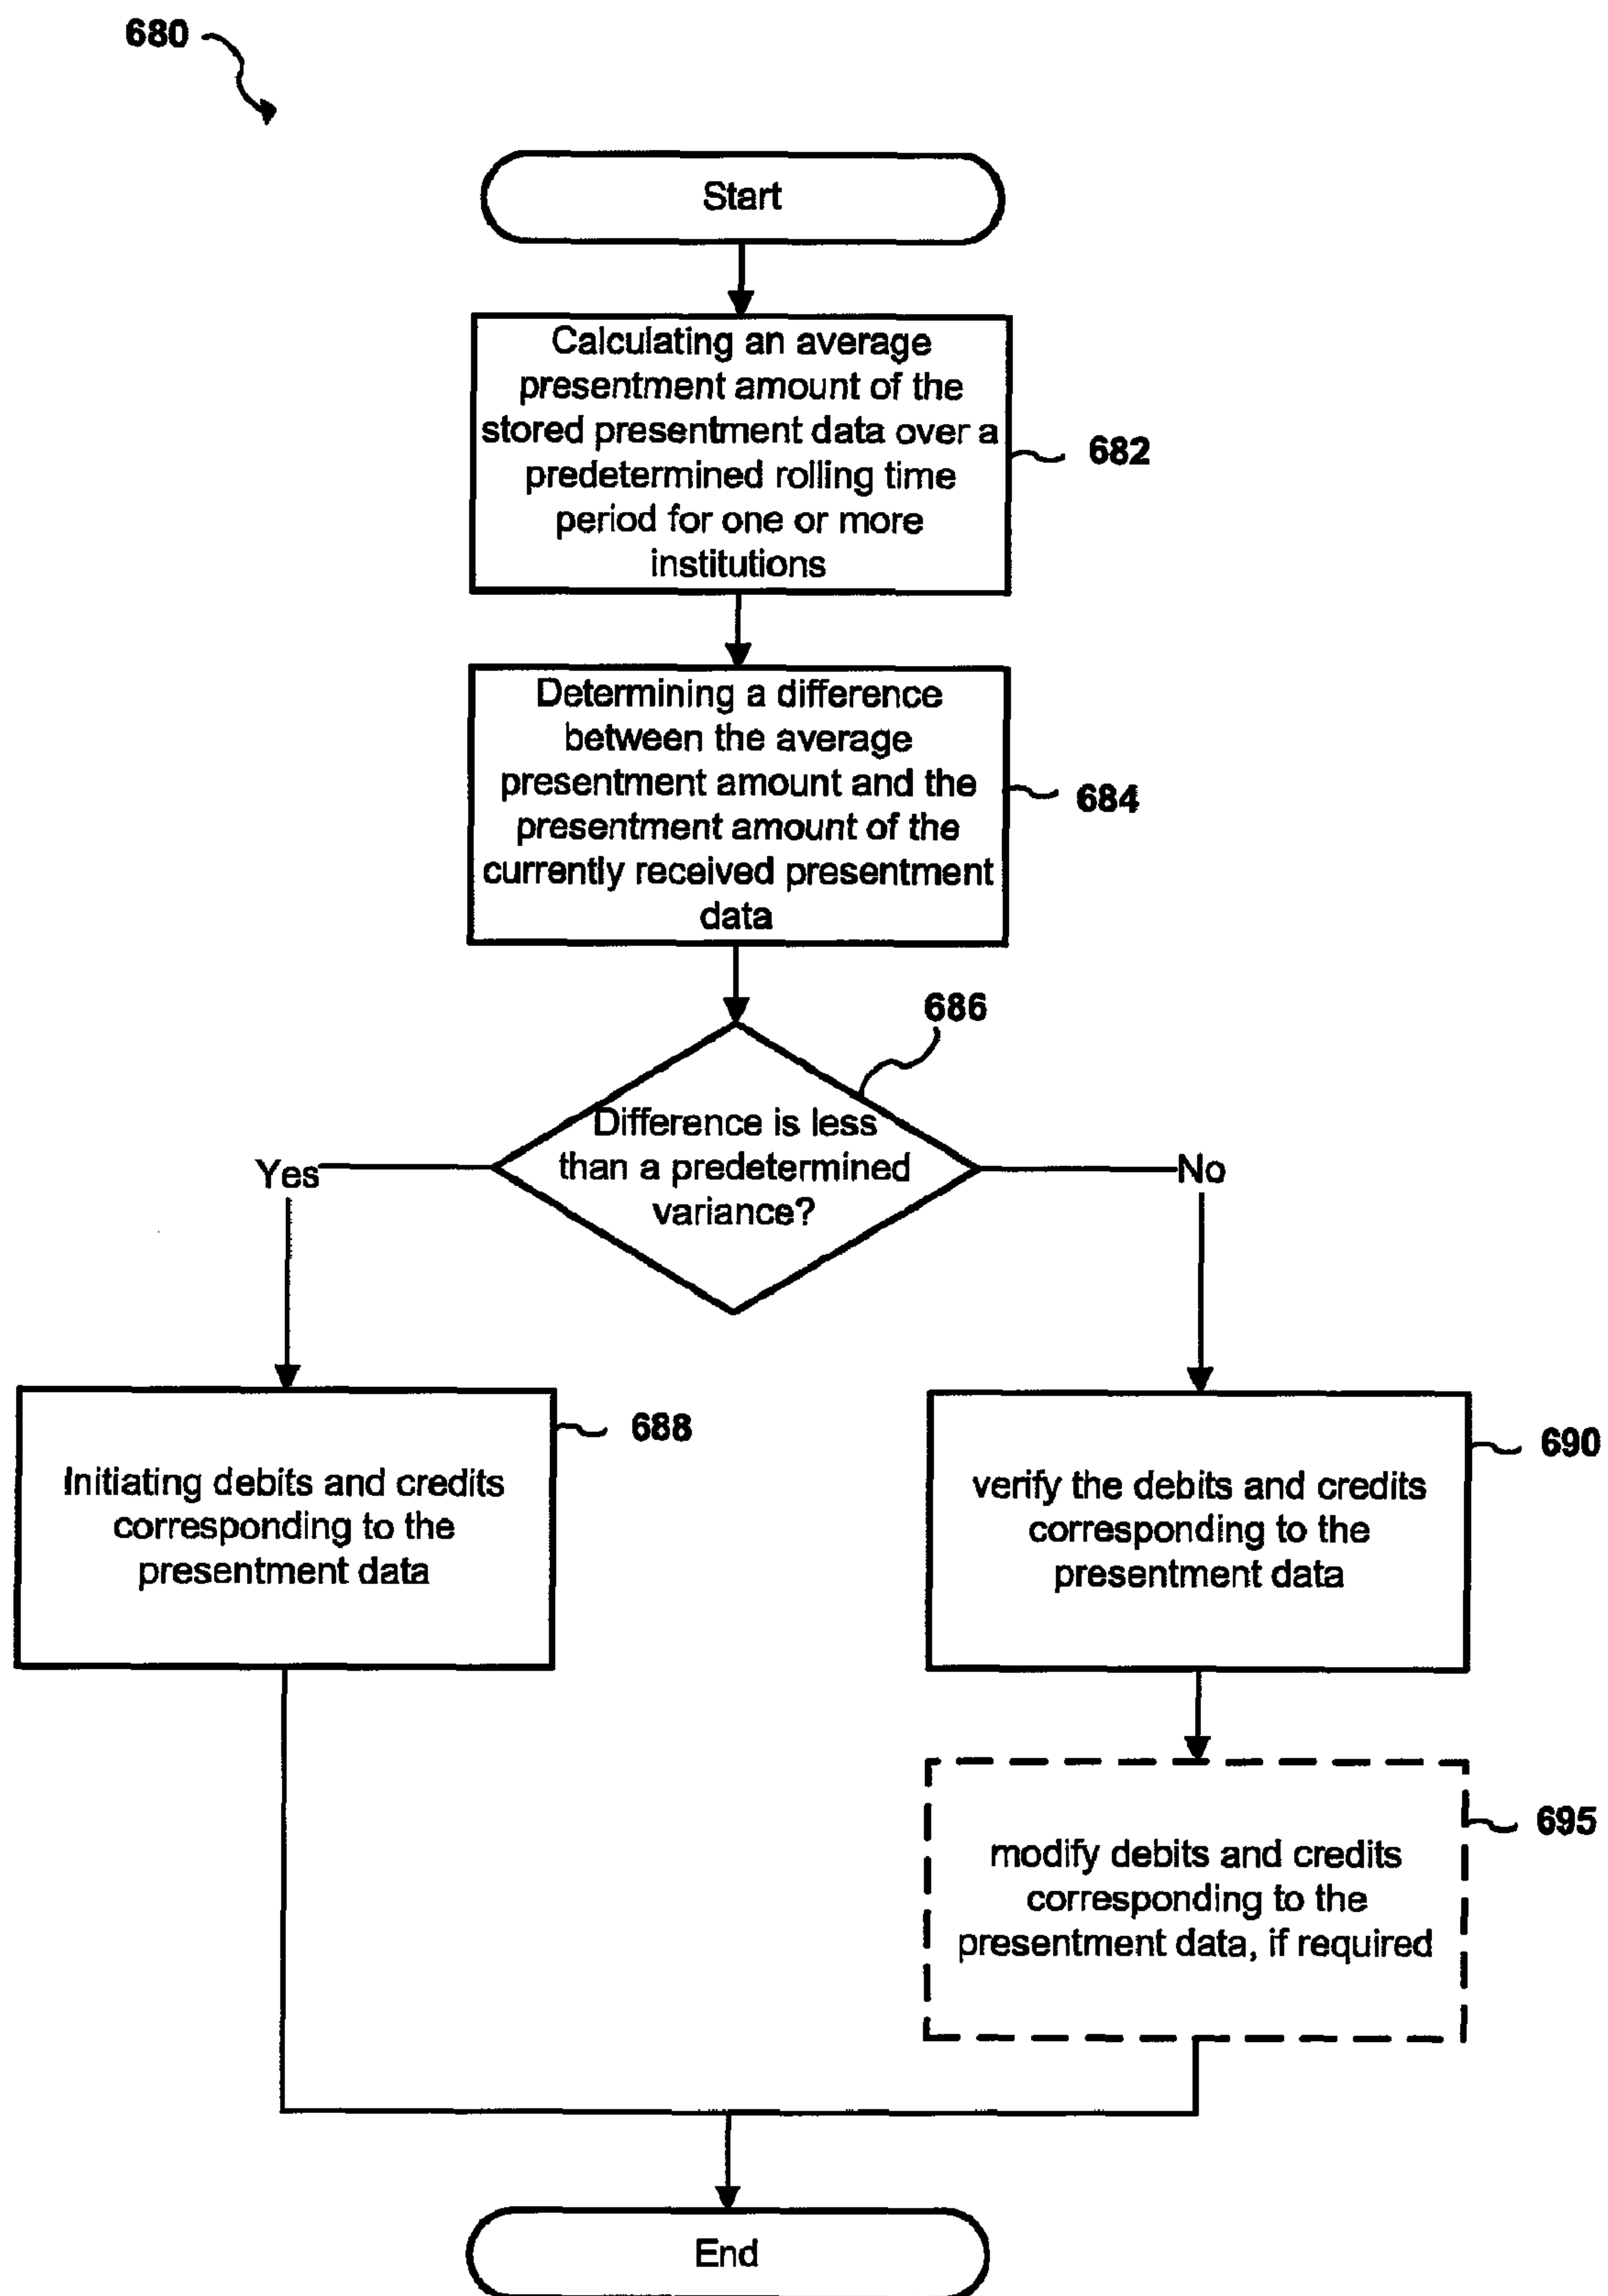 680
Start
Calculating an average
presentment amount of the
stored presentment data over a
predetermined rolling time
period for one or more
institutions
682
Determining a difference
between the average
presentment amount and the
presentment amount of the
currently received presentment
data
684
686
Difference is less
than a predetermined
variance?
Yes
No
Initiating debits and credits
corresponding to the
presentment data
688
verify the debits and credits
corresponding to the
presentment data
690
modify debits and credits
corresponding to the
presentment data, if required
695
End